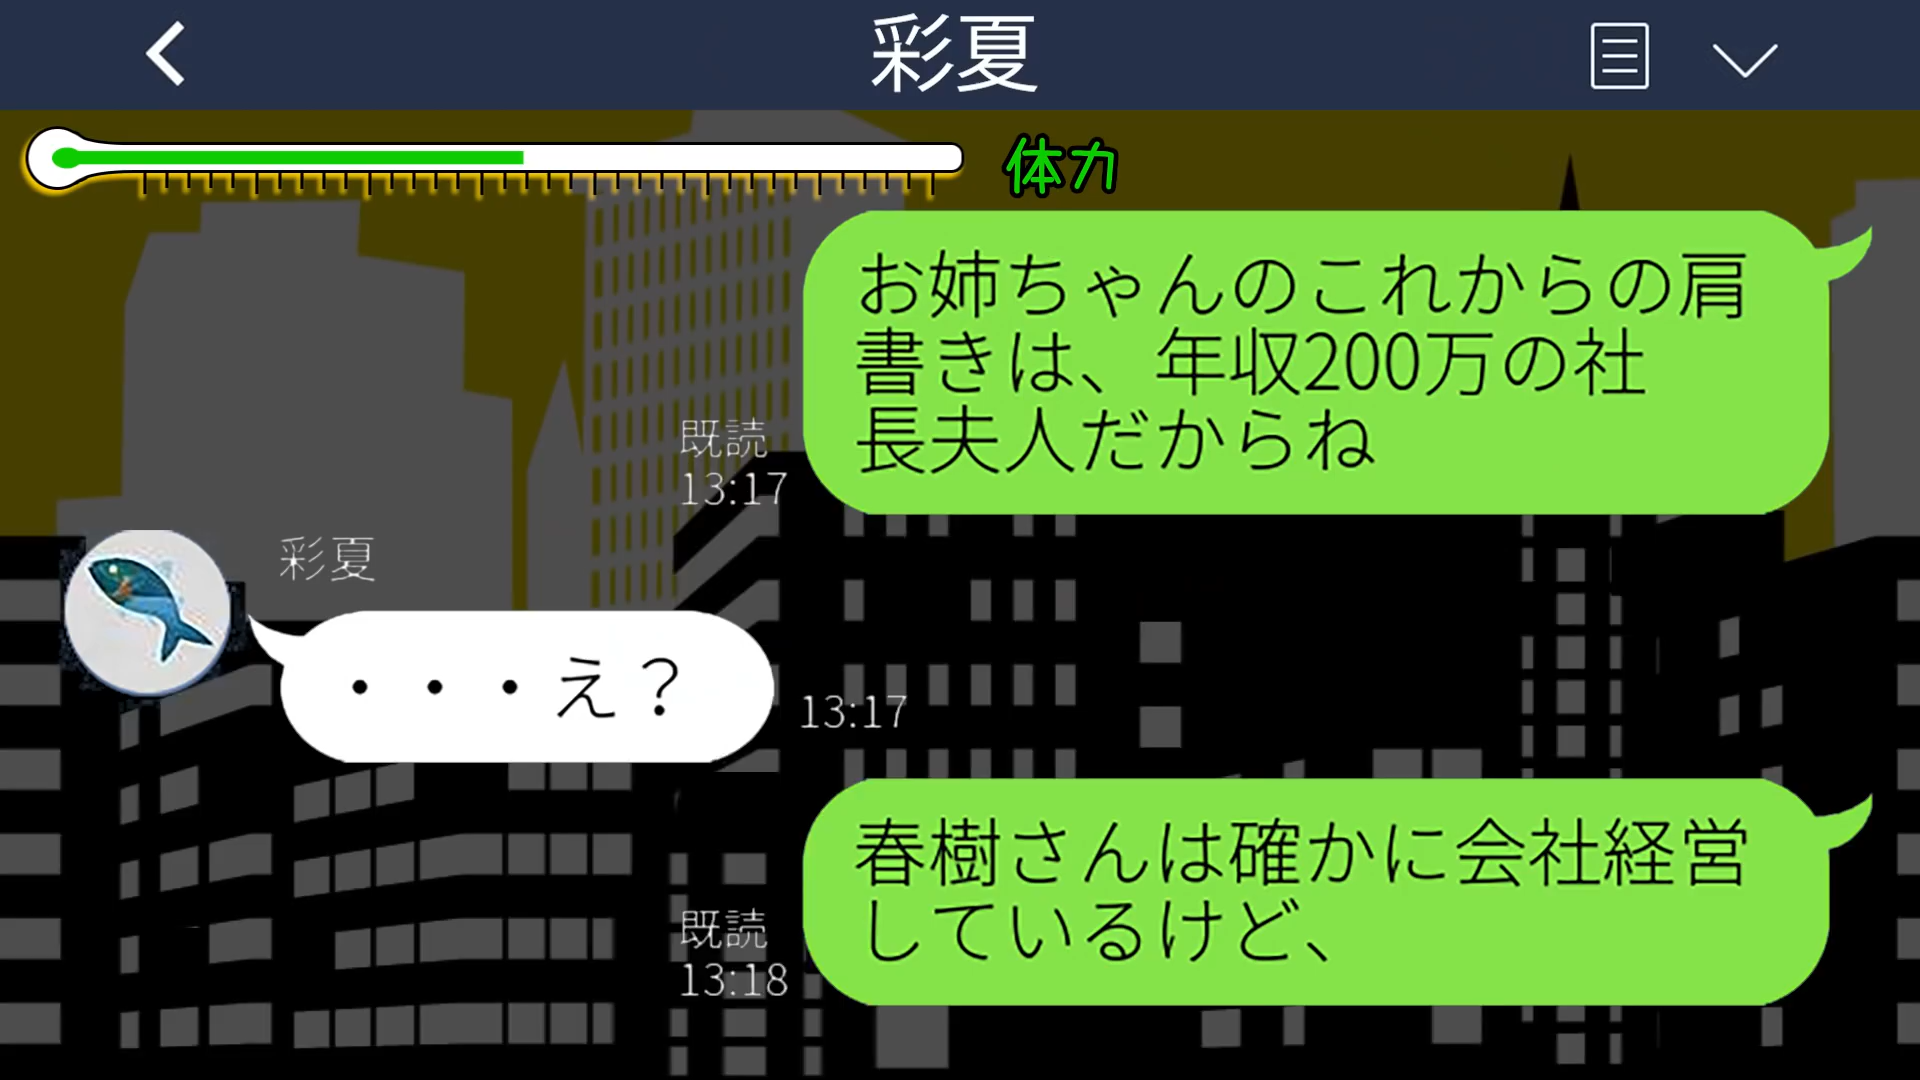 彩夏
体力
お姉ちゃんのこれからの肩
書きは、年収200万の社
長夫人だからね
既読
13:17
彩夏
・・・え？
13:17
春樹さんは確かに会社経営
しているけど、
既読
13:18